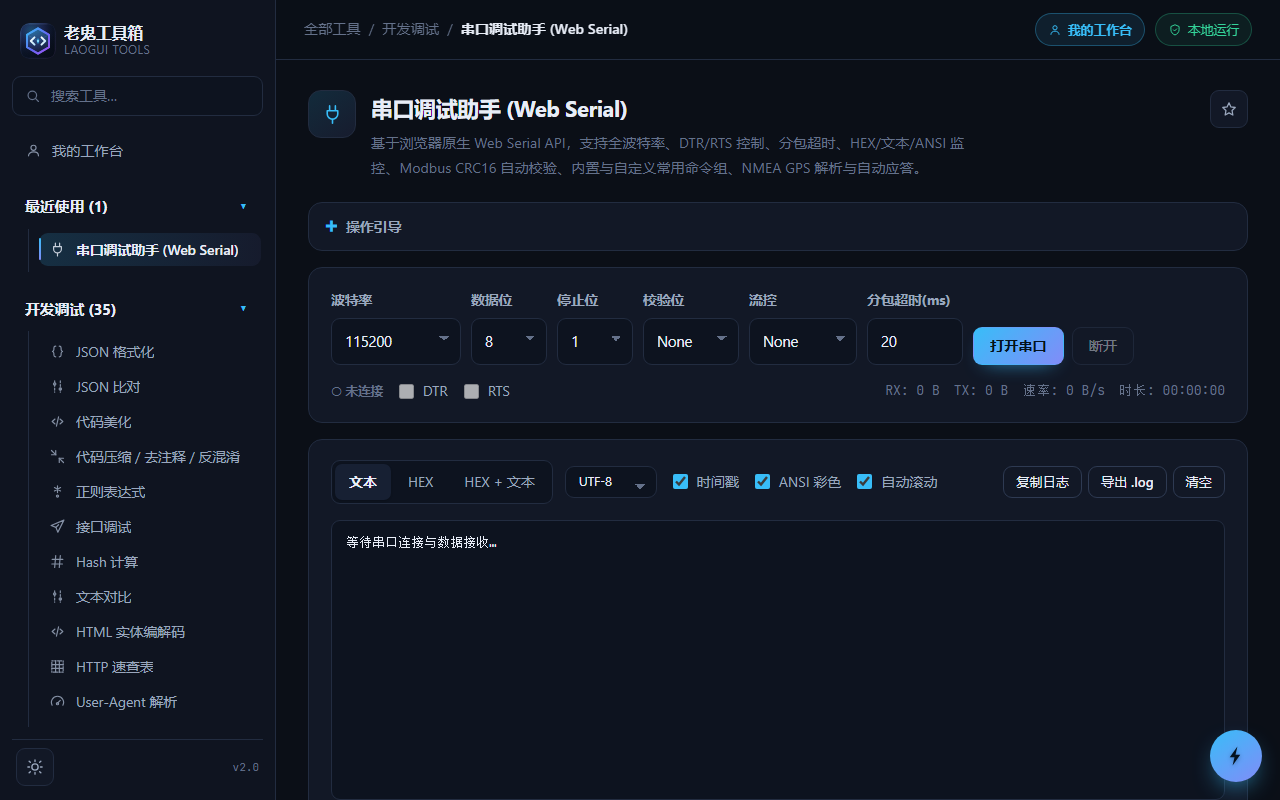 老鬼工具箱
LAOGUI TOOLS
搜索工具...
我的工作台
最近使用 (1)
串口调试助手 (Web Serial)
开发调试 (35)
JSON 格式化
JSON 比对
代码美化
代码压缩 / 去注释 / 反混淆
正则表达式
接口调试
Hash 计算
文本对比
HTML 实体编解码
HTTP 速查表
User-Agent 解析
v2.0
全部工具 / 开发调试 / 串口调试助手 (Web Serial)
我的工作台
本地运行
串口调试助手 (Web Serial)
基于浏览器原生 Web Serial API，支持全波特率、DTR/RTS 控制、分包超时、HEX/文本/ANSI 监
控、Modbus CRC16 自动校验、内置与自定义常用命令组、NMEA GPS 解析与自动应答。
操作引导
波特率 数据位 停止位 校验位 流控 分包超时(ms)
115200 8 1 None None 20 打开串口 断开
未连接 DTR RTS RX: 0 B TX: 0 B 速率: 0 B/s 时长: 00:00:00
文本 HEX HEX + 文本 UTF-8 时间戳 ANSI 彩色 自动滚动 复制日志 导出 .log 清空
等待串口连接与数据接收…